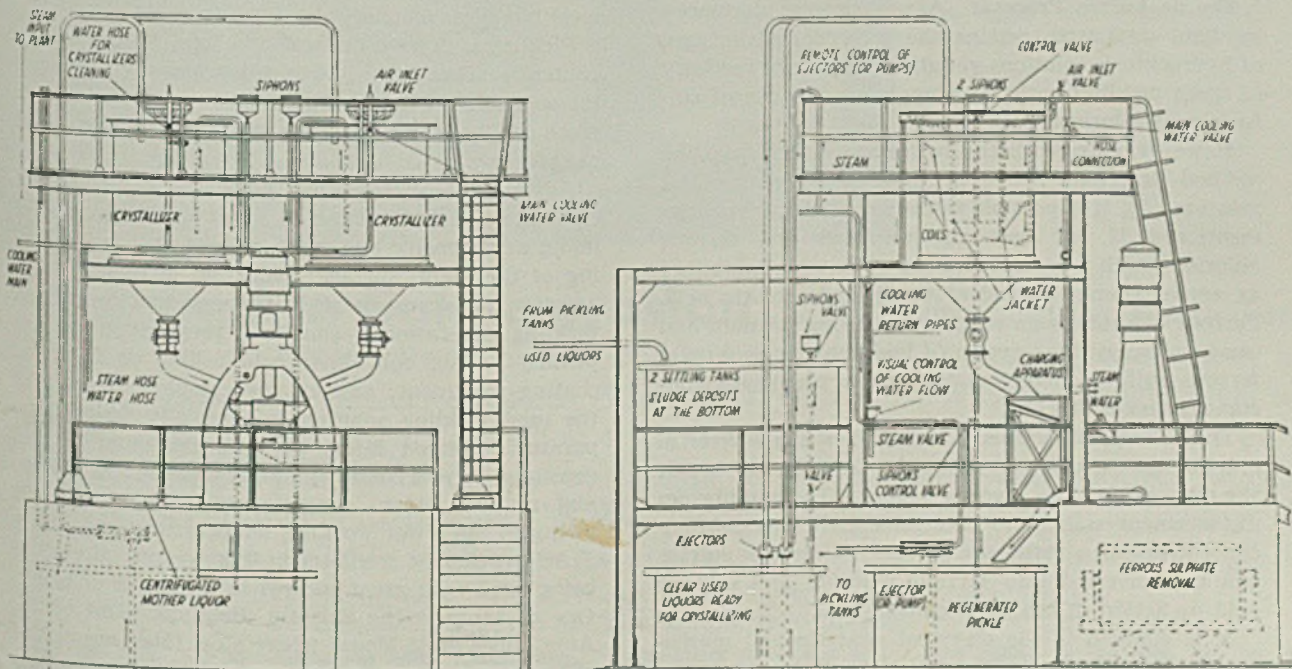 STEAM
INPUT
TO PLANT
WATER HOSE
FOR
CRYSTALLIZERS
CLEANING
SIPHONS
AIR INLET
VALVE
CRYSTALLIZER
CRYSTALLIZER
MAIN COOLING
WATER VALVE
COOLING
WATER
MAIN
STEAM HOSE
WATER HOSE
CENTRIFUGATED
MOTHER LIQUOR
REMOTE CONTROL OF
EJECTORS (OR PUMPS)
CONTROL VALVE
2 SIPHONS
AIR INLET
VALVE
MAIN COOLING
WATER VALVE
HOSE
CONNECTION
STEAM
COILS
WATER
JACKET
FROM PICKLING
TANKS
USED LIQUORS
SIPHONS
VALVE
COOLING
WATER
RETURN PIPES
2 SETTLING TANKS
SLUDGE DEPOSITS
AT THE BOTTOM
VISUAL CONTROL
OF COOLING
WATER FLOW
CHARGING
APPARATUS
STEAM
WATER
STEAM VALVE
SIPHONS
CONTROL VALVE
VALVE
EJECTORS
CLEAR USED
LIQUORS READY
FOR CRYSTALLIZING
TO
PICKLING
TANKS
EJECTOR
(OR PUMP)
REGENERATED
PICKLE
FERROUS SULPHATE
REMOVAL